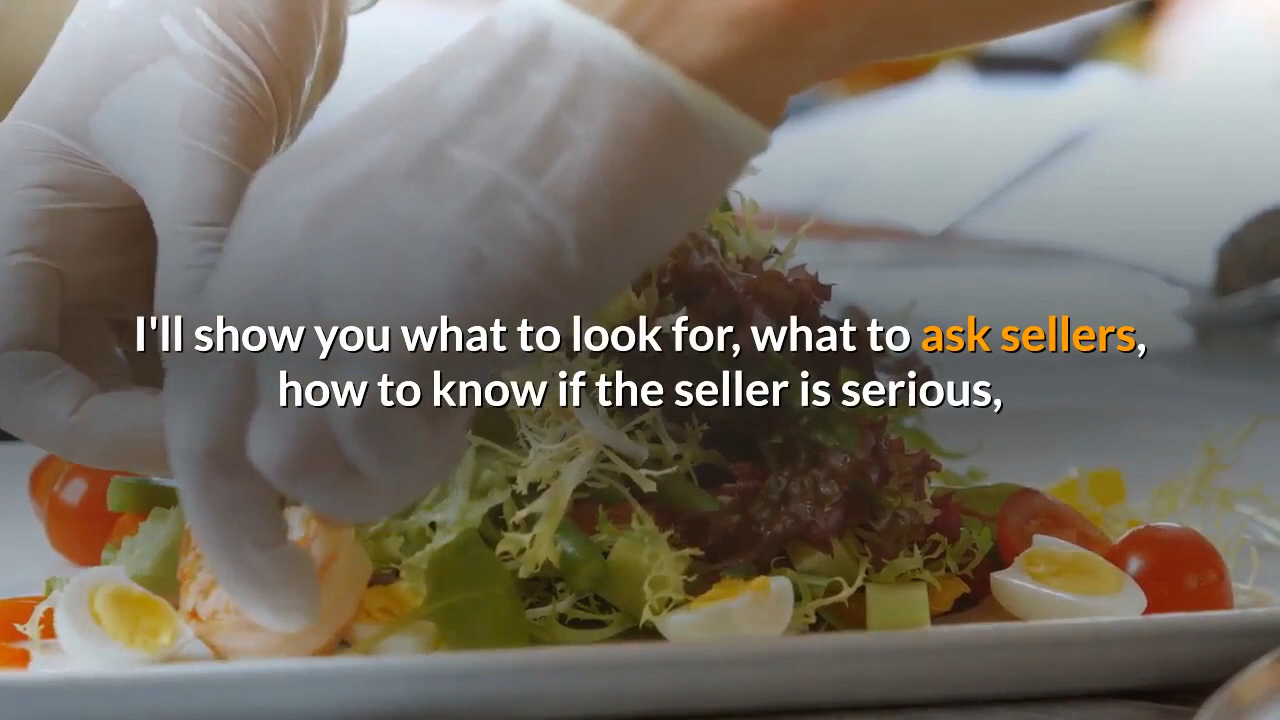 I'll show you what to look for, what to ask sellers,
how to know if the seller is serious,